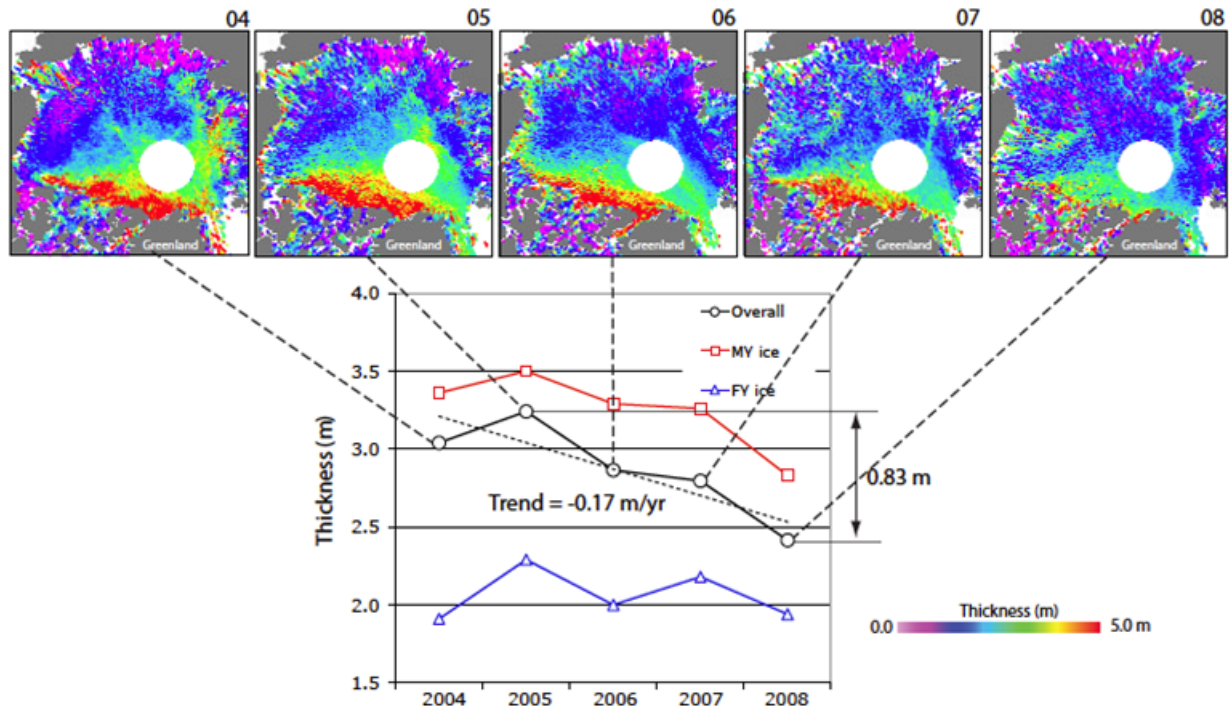 04
05
06
07
08
Greenland
Greenland
Greenland
Greenland
Greenland
4.0
3.5
3.0
2.5
2.0
1.5
Thickness (m)
Overall
MY ice
FY ice
0.83 m
Trend = -0.17 m/yr
Thickness (m)
0.0
5.0 m
2004
2005
2006
2007
2008